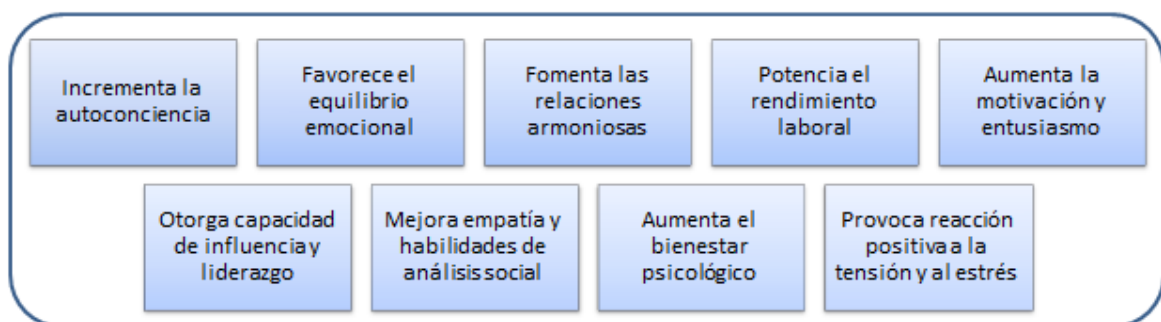 Incrementa la
autoconciencia
Favorece el
equilibrio
emocional
Fomenta las
relaciones
armoniosas
Potencia el
rendimiento
laboral
Aumenta la
motivación y
entusiasmo
Otorga capacidad
de influencia y
liderazgo
Mejora empatía y
habilidades de
análisis social
Aumenta el
bienestar
psicológico
Provoca reacción
positiva a la
tensión y al estrés